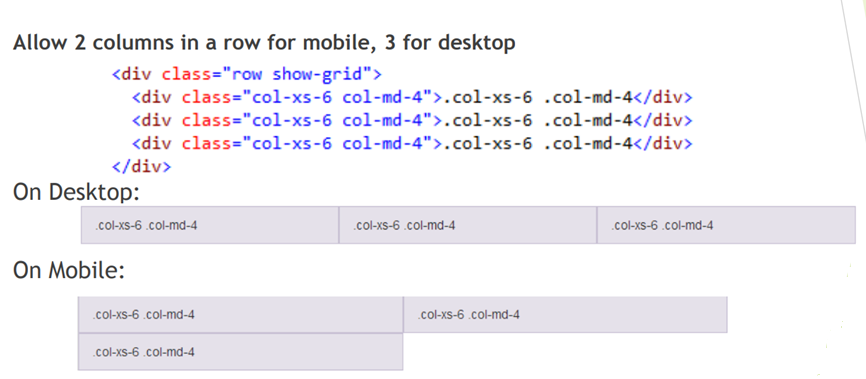 Allow 2 columns in a row for mobile, 3 for desktop
<div class="row show-grid">
<div class="col-xs-6 col-md-4">.col-xs-6 .col-md-4</div>
<div class="col-xs-6 col-md-4">.col-xs-6 .col-md-4</div>
<div class="col-xs-6 col-md-4">.col-xs-6 .col-md-4</div>
</div>
On Desktop:
.col-xs-6 .col-md-4 .col-xs-6 .col-md-4 .col-xs-6 .col-md-4
On Mobile:
.col-xs-6 .col-md-4 .col-xs-6 .col-md-4
.col-xs-6 .col-md-4